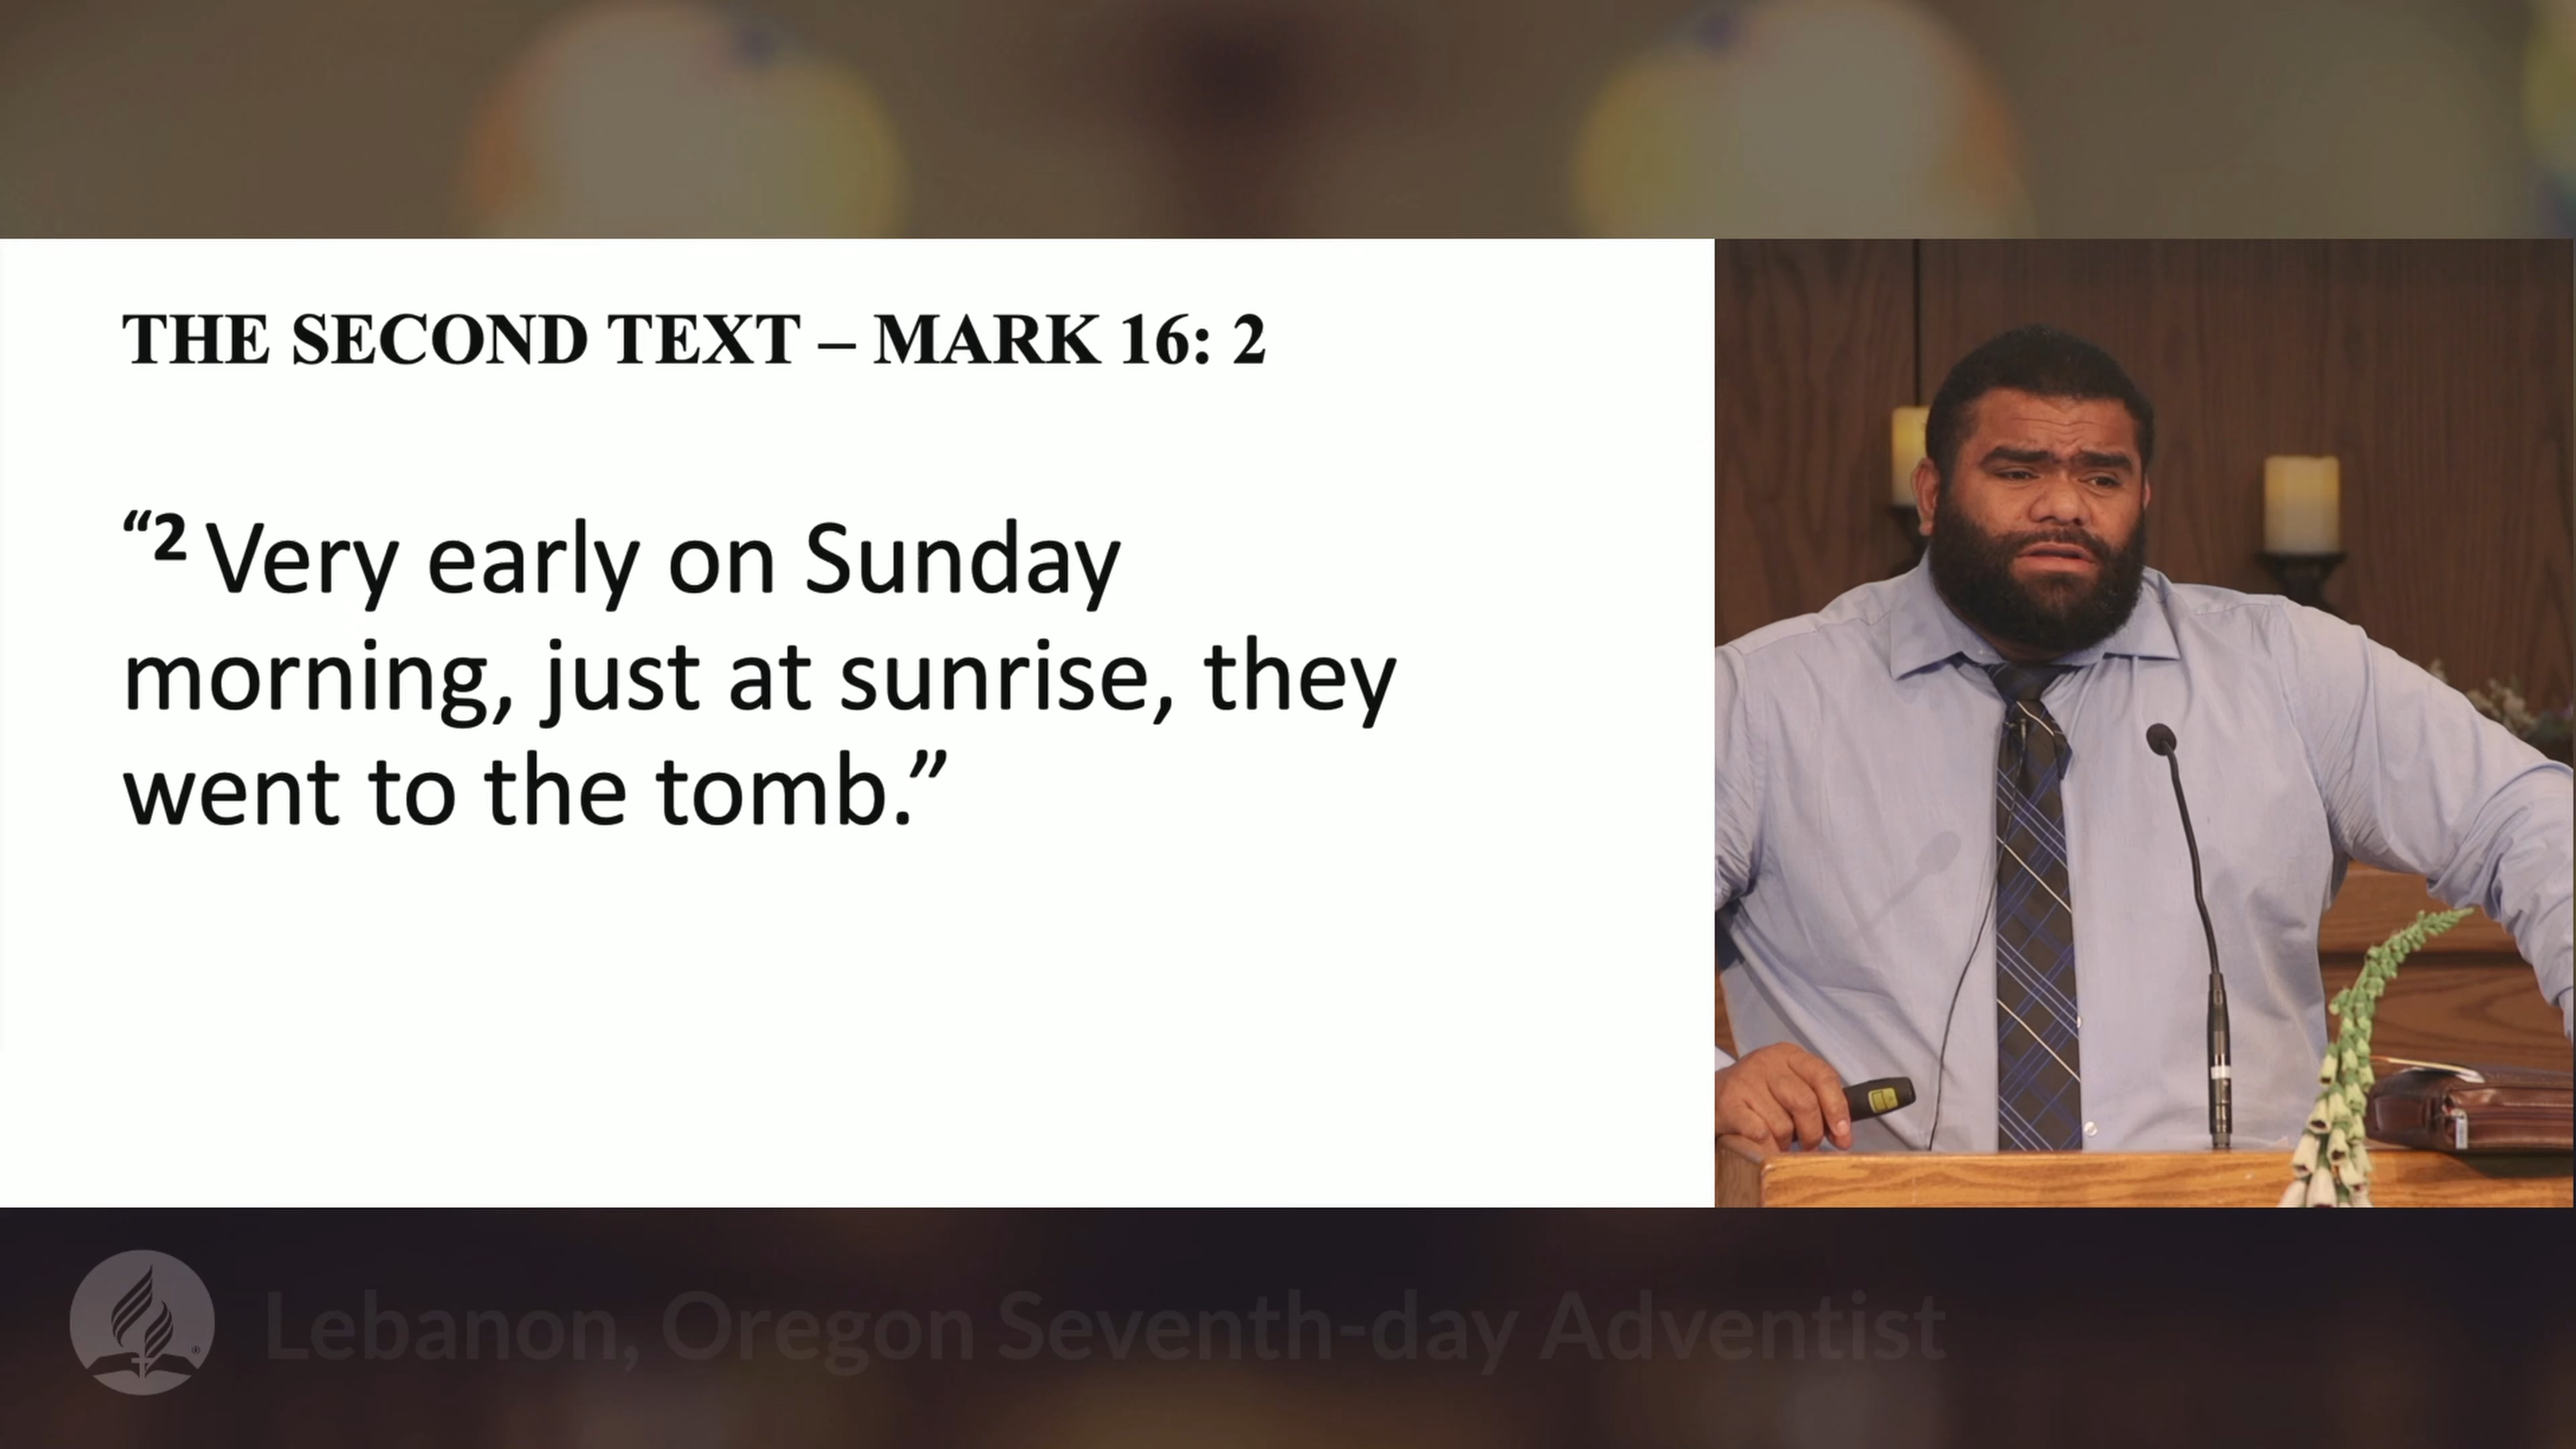 THE SECOND TEXT – MARK 16: 2
“2 Very early on Sunday
morning, just at sunrise, they
went to the tomb.”
Lebanon, Oregon Seventh-day Adventist